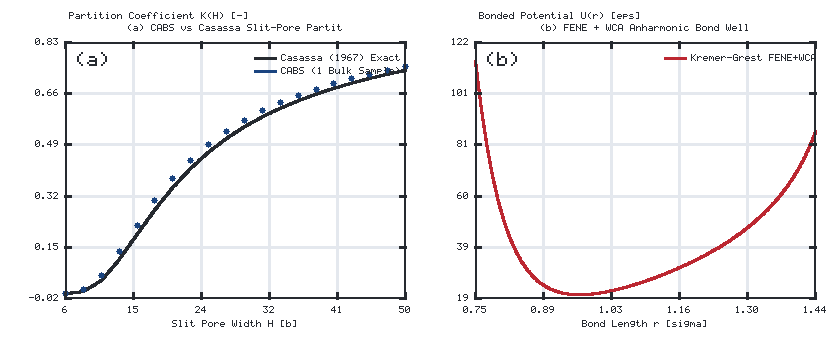 Partition Coefficient K(H) [-]
(a) CABS vs Casassa Slit-Pore Partit
(a)
Casassa (1967) Exact
CABS (1 Bulk Sample)
0.83
0.66
0.49
0.32
0.15
-0.02
6
15
24
32
41
50
Slit Pore Width H [b]
Bonded Potential U(r) [eps]
(b) FENE + WCA Anharmonic Bond Well
(b)
Kremer-Grest FENE+WCA
122
101
81
60
39
19
0.75
0.89
1.03
1.16
1.30
1.44
Bond Length r [sigma]